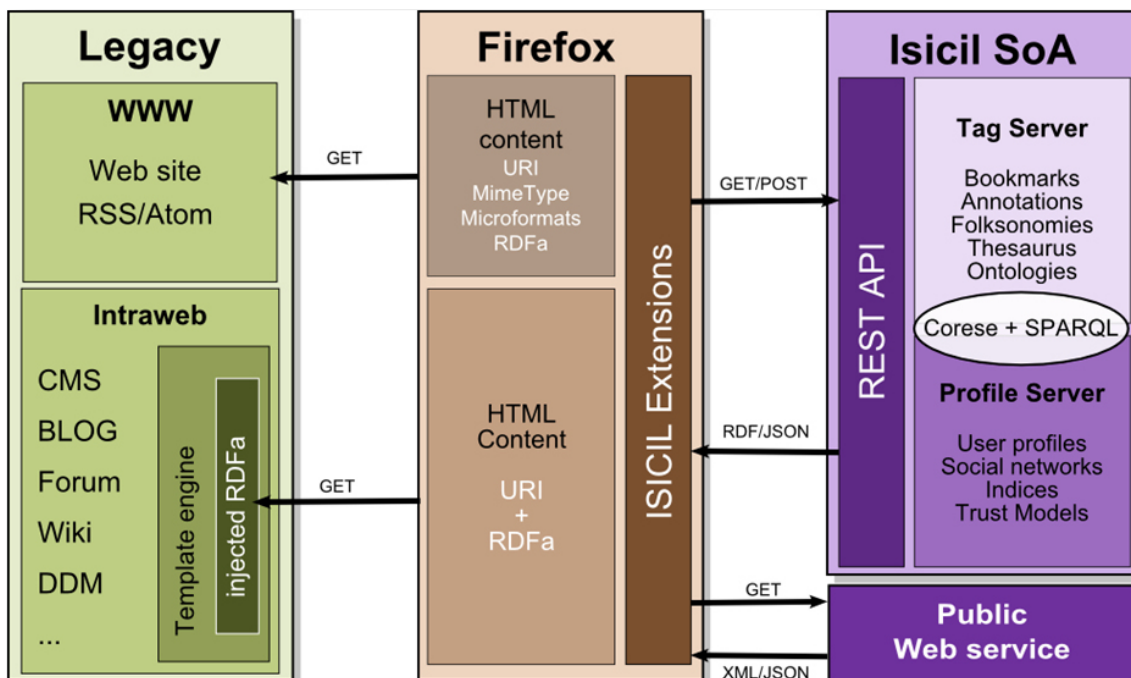 Legacy
WWW
Web site
RSS/Atom
Intraweb
CMS
BLOG
Forum
Wiki
DDM
...
Template engine
injected RDFa
GET
GET
Firefox
HTML
content
URI
MimeType
Microformats
RDFa
HTML
Content
URI
+
RDFa
ISICIL Extensions
GET/POST
RDF/JSON
GET
XML/JSON
Isicil SoA
REST API
Tag Server
Bookmarks
Annotations
Folksonomies
Thesaurus
Ontologies
Corese + SPARQL
Profile Server
User profiles
Social networks
Indices
Trust Models
Public
Web service